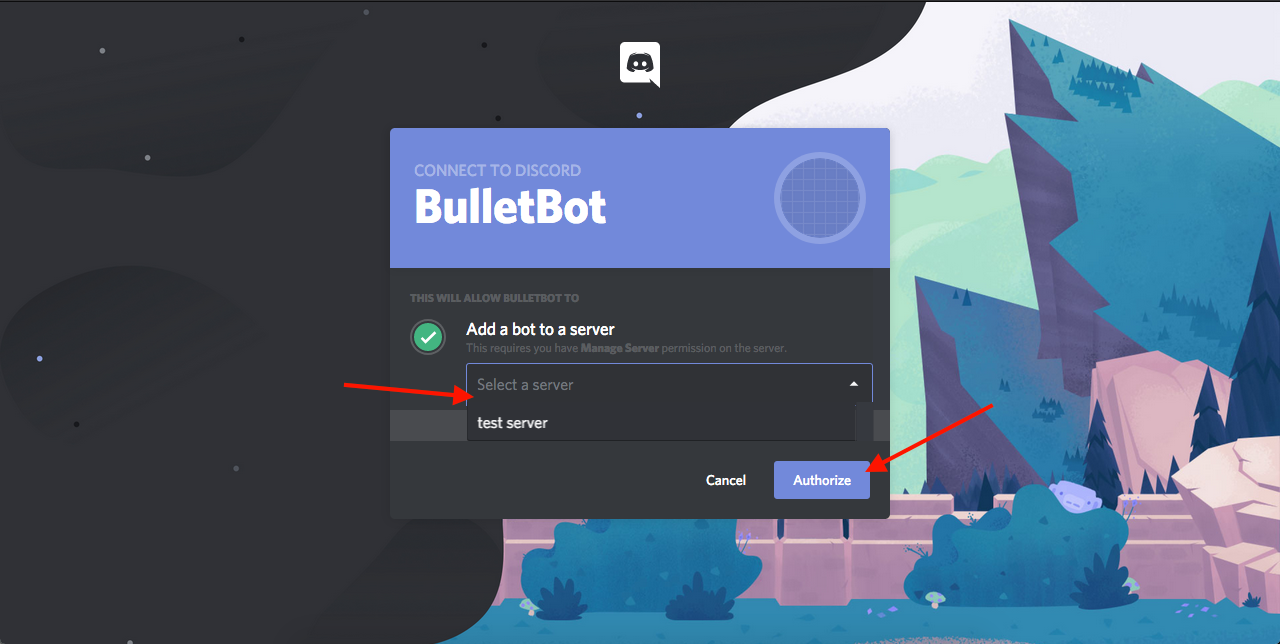 CONNECT TO DISCORD
BulletBot
THIS WILL ALLOW BULLETBOT TO
Add a bot to a server
This requires you have Manage Server permission on the server.
Select a server
test server
Cancel
Authorize